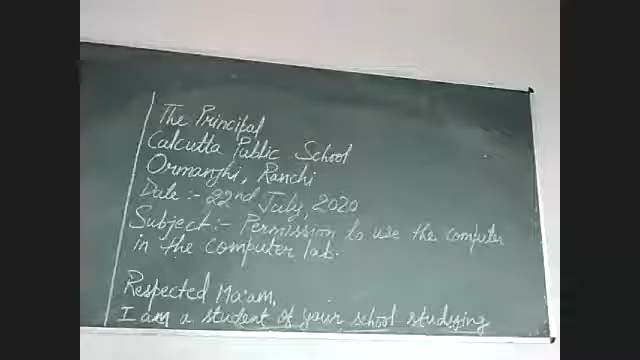 The Principal
Calcutta Public School
Ormanjhi, Ranchi
Date :- 22nd July, 2020
Subject :- Permission to use the computer
in the computer lab.
Respected Ma'am,
I am a student of your school studying